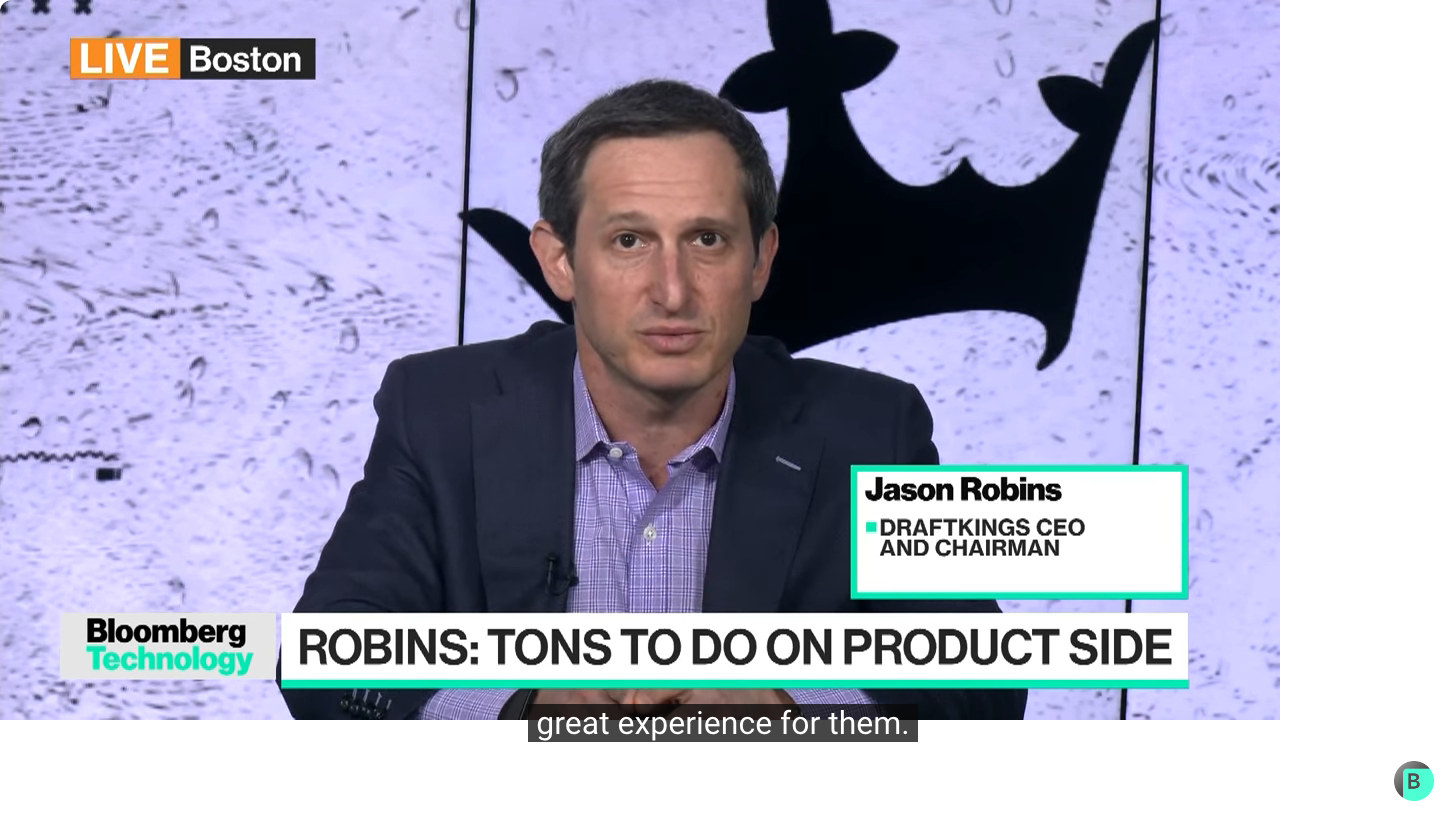 LIVE Boston
Jason Robins
DRAFTKINGS CEO
AND CHAIRMAN
Bloomberg
Technology
ROBINS: TONS TO DO ON PRODUCT SIDE
great experience for them.
B